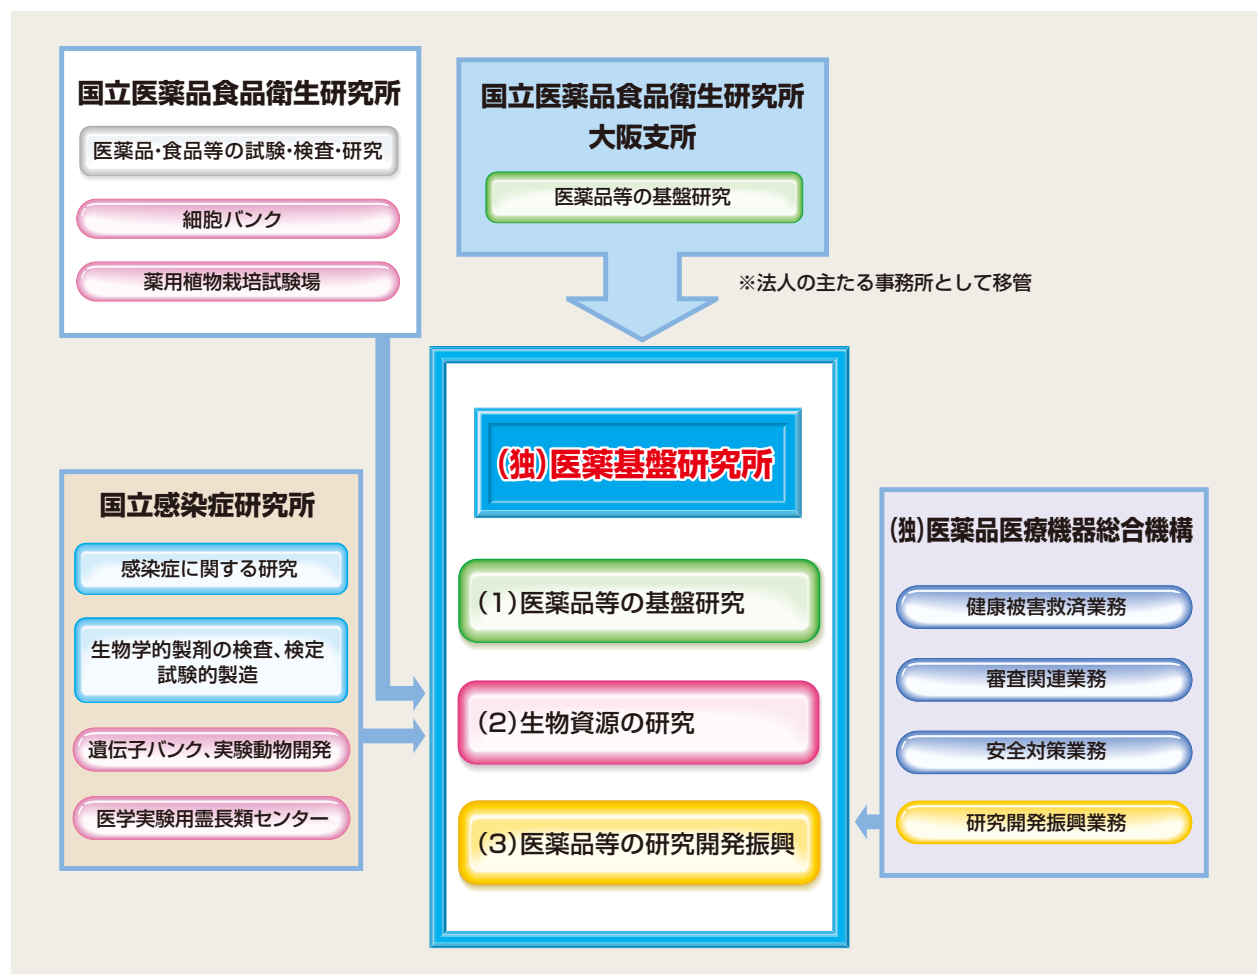 国立医薬品食品衛生研究所
医薬品・食品等の試験・検査・研究
細胞バンク
薬用植物栽培試験場
国立医薬品食品衛生研究所
大阪支所
医薬品等の基盤研究
※法人の主たる事務所として移管
(独)医薬基盤研究所
(1)医薬品等の基盤研究
(2)生物資源の研究
(3)医薬品等の研究開発振興
国立感染症研究所
感染症に関する研究
生物学的製剤の検査、検定
試験的製造
遺伝子バンク、実験動物開発
医学実験用霊長類センター
(独)医薬品医療機器総合機構
健康被害救済業務
審査関連業務
安全対策業務
研究開発振興業務